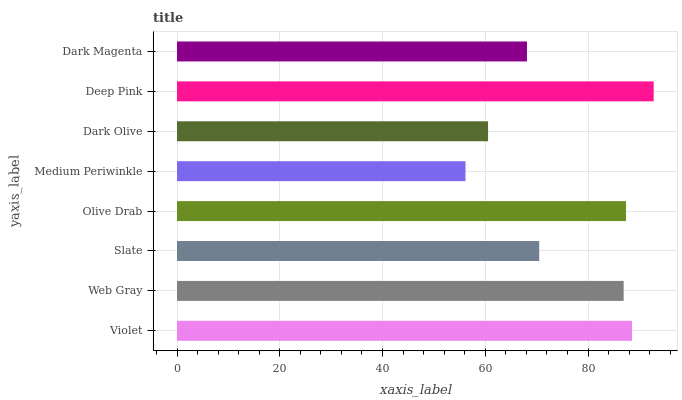 title
Dark Magenta
Deep Pink
Dark Olive
Medium Periwinkle
Olive Drab
Slate
Web Gray
Violet
yaxis_label
0 20 40 60 80
xaxis_label